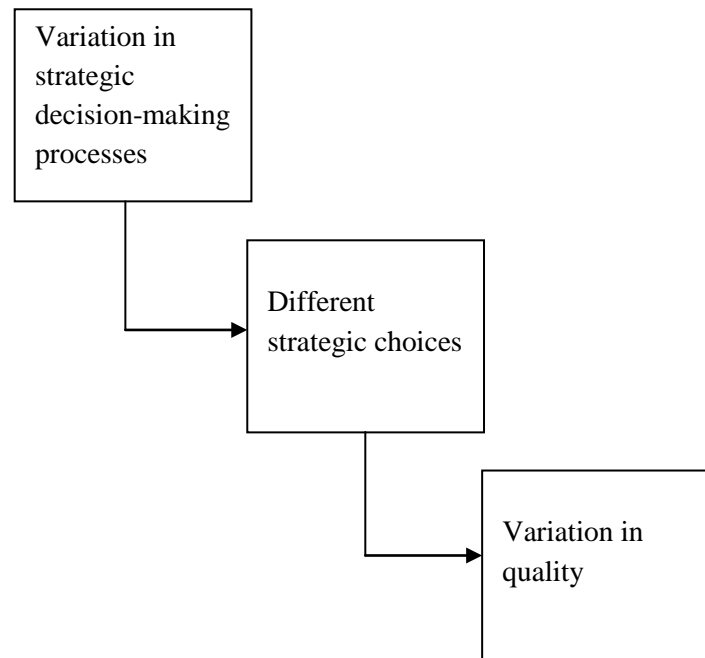 Variation in
strategic
decision-making
processes
Different
strategic choices
Variation in
quality